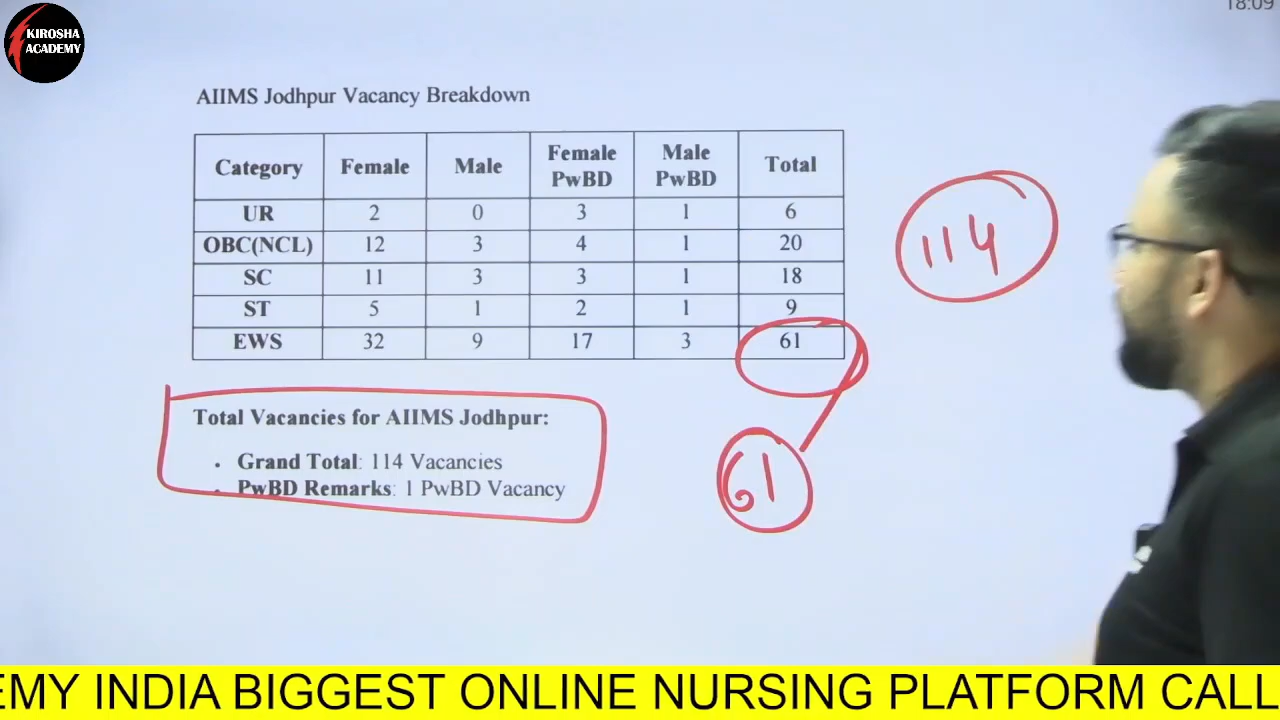 18:09
KIROSHA
ACADEMY
AIIMS Jodhpur Vacancy Breakdown
Category Female Male Female PwBD Male PwBD Total
UR 2 0 3 1 6
OBC(NCL) 12 3 4 1 20
SC 11 3 3 1 18
ST 5 1 2 1 9
EWS 32 9 17 3 61
114
Total Vacancies for AIIMS Jodhpur:
• Grand Total: 114 Vacancies
• PwBD Remarks: 1 PwBD Vacancy
61
EMY INDIA BIGGEST ONLINE NURSING PLATFORM CALL